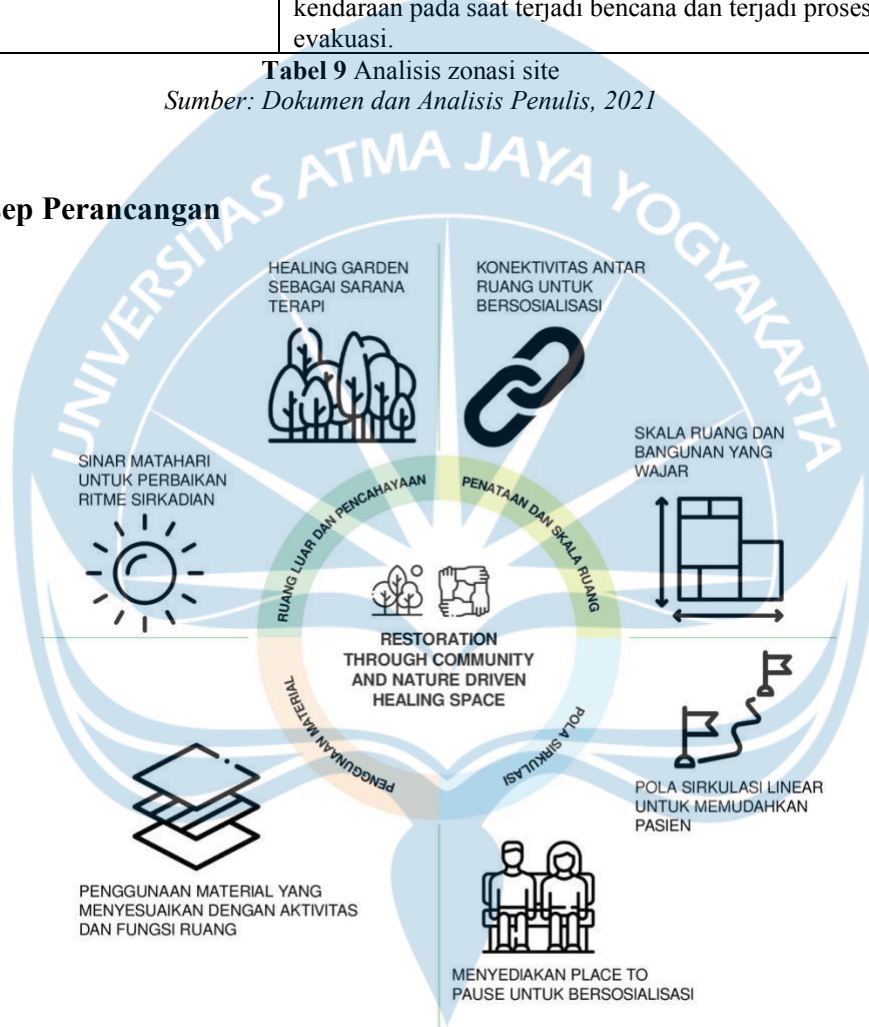 kendaraan pada saat terjadi bencana dan terjadi proses
evakuasi.
Tabel 9 Analisis zonasi site
Sumber: Dokumen dan Analisis Penulis, 2021
UNIVERSITAS ATMA JAYA YOGYAKARTA
ep Perancangan
HEALING GARDEN
SEBAGAI SARANA
TERAPI
KONEKTIVITAS ANTAR
RUANG UNTUK
BERSOSIALISASI
SINAR MATAHARI
UNTUK PERBAIKAN
RITME SIRKADIAN
SKALA RUANG DAN
BANGUNAN YANG
WAJAR
RUANG LUAR DAN PENCAHAYAAN
PENATAAN DAN SKALA RUANG
RESTORATION
THROUGH COMMUNITY
AND NATURE DRIVEN
HEALING SPACE
PENGGUNAAN MATERIAL
POLA SIRKULASI
POLA SIRKULASI LINEAR
UNTUK MEMUDAHKAN
PASIEN
PENGGUNAAN MATERIAL YANG
MENYESUAIKAN DENGAN AKTIVITAS
DAN FUNGSI RUANG
MENYEDIAKAN PLACE TO
PAUSE UNTUK BERSOSIALISASI